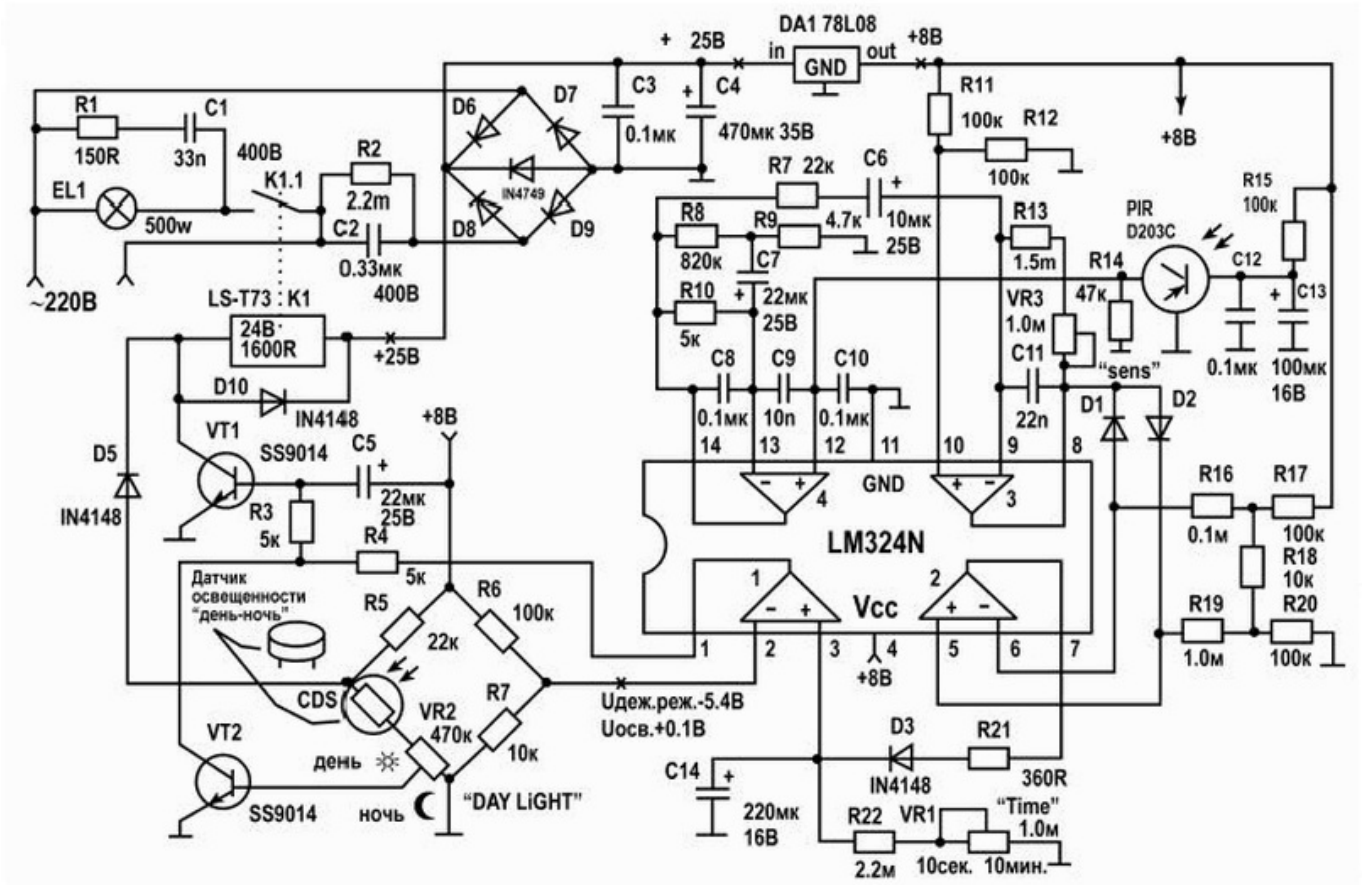 DA1 78L08
+ 25В
in
GND
out
+8В
R1
150R
C1
33n
400В
EL1
500w
K1.1
R2
2.2m
C2
0.33мк
400В
~220В
D6
D7
IN4749
D8
D9
C3
0.1мк
C4
+
470мк 35В
R11
100к
R12
100к
+8В
R7 22к
C6
+
10мк
25В
R8
820к
R9
4.7к
C7
+
22мк
25В
R10
5к
C8
0.1мк
C9
10n
C10
0.1мк
R13
1.5m
VR3
1.0м
C11
22n
"sens"
R14
47к
PIR
D203C
R15
100к
C12
0.1мк
+
C13
100мк
16В
D1
D2
LS-T73
K1
24В
1600R
+25В
D10
IN4148
D5
IN4148
VT1
SS9014
C5
+
22мк
25В
+8В
R3
5к
R4
5к
Датчик
освещенности
"день-ночь"
R5
22к
R6
100к
CDS
VR2
470к
R7
10к
VT2
SS9014
день
ночь
"DAY LiGHT"
Uдеж.реж.-5.4В
Uосв.+0.1В
14
13
12
11
10
9
8
- +
4
GND
+ -
3
LM324N
1
- +
Vcc
2
+ -
1
2
3
4
5
6
7
+8В
R16
0.1м
R17
100к
R18
10к
R19
1.0м
R20
100к
D3
IN4148
R21
360R
C14
+
220мк
16В
R22
2.2м
VR1
"Time"
1.0м
10сек.
10мин.